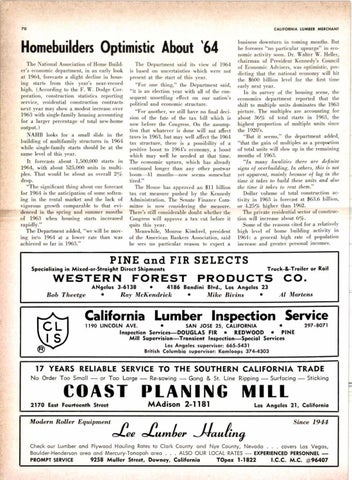 70
CALIFORNIA LUMBER MERCHANT
Homebuilders Optimistic About '64
The National Association of Home Build-
er's economic department, in an early look
at 1964, forecasts a slight decline in hous-
ing starts from this year's near-record
high. (According to the F. W. Dodge Cor-
poration, construction statistics reporting
service, residential construction contracts
next year may show a modest increase over
1963 with single-family housing accounting
for a larger percentage of total new-home
output.)
NAHB looks for a small slide in the
building of multifamily structures in 1964
while single-family starts should be at the
same level of this year.
It forecasts about 1,500,000 starts in
1964, with about 525,000 units in multi-
ples. That would be about an overall 2%
drop.
"The significant thing about our forecast
for 1964 is the anticipation of some soften-
ing in the rental market and the lack of
vigorous growth comparable to that evi-
denced in the spring and summer months
of 1963 when housing starts increased
rapidly."
The Department added, "we will be mov-
ing into 1964 at a lower rate than was
achieved so far in 1963."
The Department said its view of 1964
is based on uncertainties which were not
present at the start of this year.
"For one thing," the Department said,
"it is an election year with all of the com-
ment unsettling effect on our nation's
political and economic structure.
"For another, we still have no final deci-
sion of the fate of the tax bill which is
now before the Congress. On the assump-
tion that whatever is done will not affect
taxes in 1963, but may well affect the 1964
tax structure, there is a possibility of a
positive boost to 1964's economy, a boost
which may well be needed at that time.
The economic upturn, which has already
continued longer than any other postwar
boom—31 months—now seems somewhat
tired."
The House has approved an $11 billion
tax cut measure pushed by the Kennedy
Administration. The Senate Finance Com-
mittee is now considering the measure.
There's still considerable doubt whether the
Congress will approve a tax cut before it
quits this year.
Meanwhile, Monroe Kimbrel, president
of the American Bankers Association, said
he sees no particular reason to expect a
business downturn in coming months. But
he foresees "no particular upsurge" in eco-
nomic activity soon. Dr. Walter W. Heller,
chairman of President Kennedy's Council
of Economic Advisers, was optimistic, pre-
dicting that the national economy will hit
the $600 billion level for the first time
early next year.
In its survey of the housing scene, the
economics department reported that the
shift to multiple units dominates the 1963
picture. The multiples are accounting for
about 36% of total starts in 1963, the
highest proportion of multiple units since
the 1920's.
"But it seems," the department added,
"that the gain of multiples as a proportion
of total units will slow up in the remaining
months of 1963.
"In many localities there are definite
signs of overbuilding. In others, this is not
yet apparent, mainly because of lag in the
time it takes to build these units and also
the time it takes to rent them."
Dollar volume of total construction ac-
tivity in 1963 is forecast at $63.6 billion,
or 4.25% higher than 1962.
The private residential sector of construc-
tion will increase about 6%.
Some of the reasons cited for a relatively
high level of home building activity in
1964: a general high rate of population
increase and greater personal incomes.
PINE and FIR SELECTS
Specializing in Mixed-or-Straight Direct Shipments
Truck-&-Trailer or Rail
WESTERN FOREST PRODUCTS CO.
ANgelus 3-6138 • 4186 Bandini Blvd., Los Angeles 23
Bob Theetge • Roy McKendrick • Mike Bivins • Al Martens
CLIS
California Lumber Inspection Service
1190 LINCOLN AVE. • SAN JOSE 25, CALIFORNIA • 297-8071
Inspection Services—DOUGLAS FIR • REDWOOD • PINE
Mill Supervision—Transient Inspection—Special Services
Los Angeles supervisor: 665-5431
British Columbia supervisor: Kamloops 374-4303
17 YEARS RELIABLE SERVICE TO THE SOUTHERN CALIFORNIA TRADE
No Order Too Small — or Too Large — Re-sawing — Gang & St. Line Ripping — Surfacing — Sticking
COAST PLANING MILL
2170 East Fourteenth Street
MAdison 2-1181
Los Angeles 21, California
Modern Roller Equipment
Since 1944
Lee Lumber Hauling
Check our Lumber and Plywood Hauling Rates to Clark County and Nye County, Nevada . . . covers Las Vegas,
Boulder-Henderson area and Mercury-Tonopah area . . . ALSO OUR LOCAL RATES — EXPERIENCED PERSONNEL —
PROMPT SERVICE 9258 Muller Street, Downey, California TOpaz 1-1822 I.C.C. MC. @96407